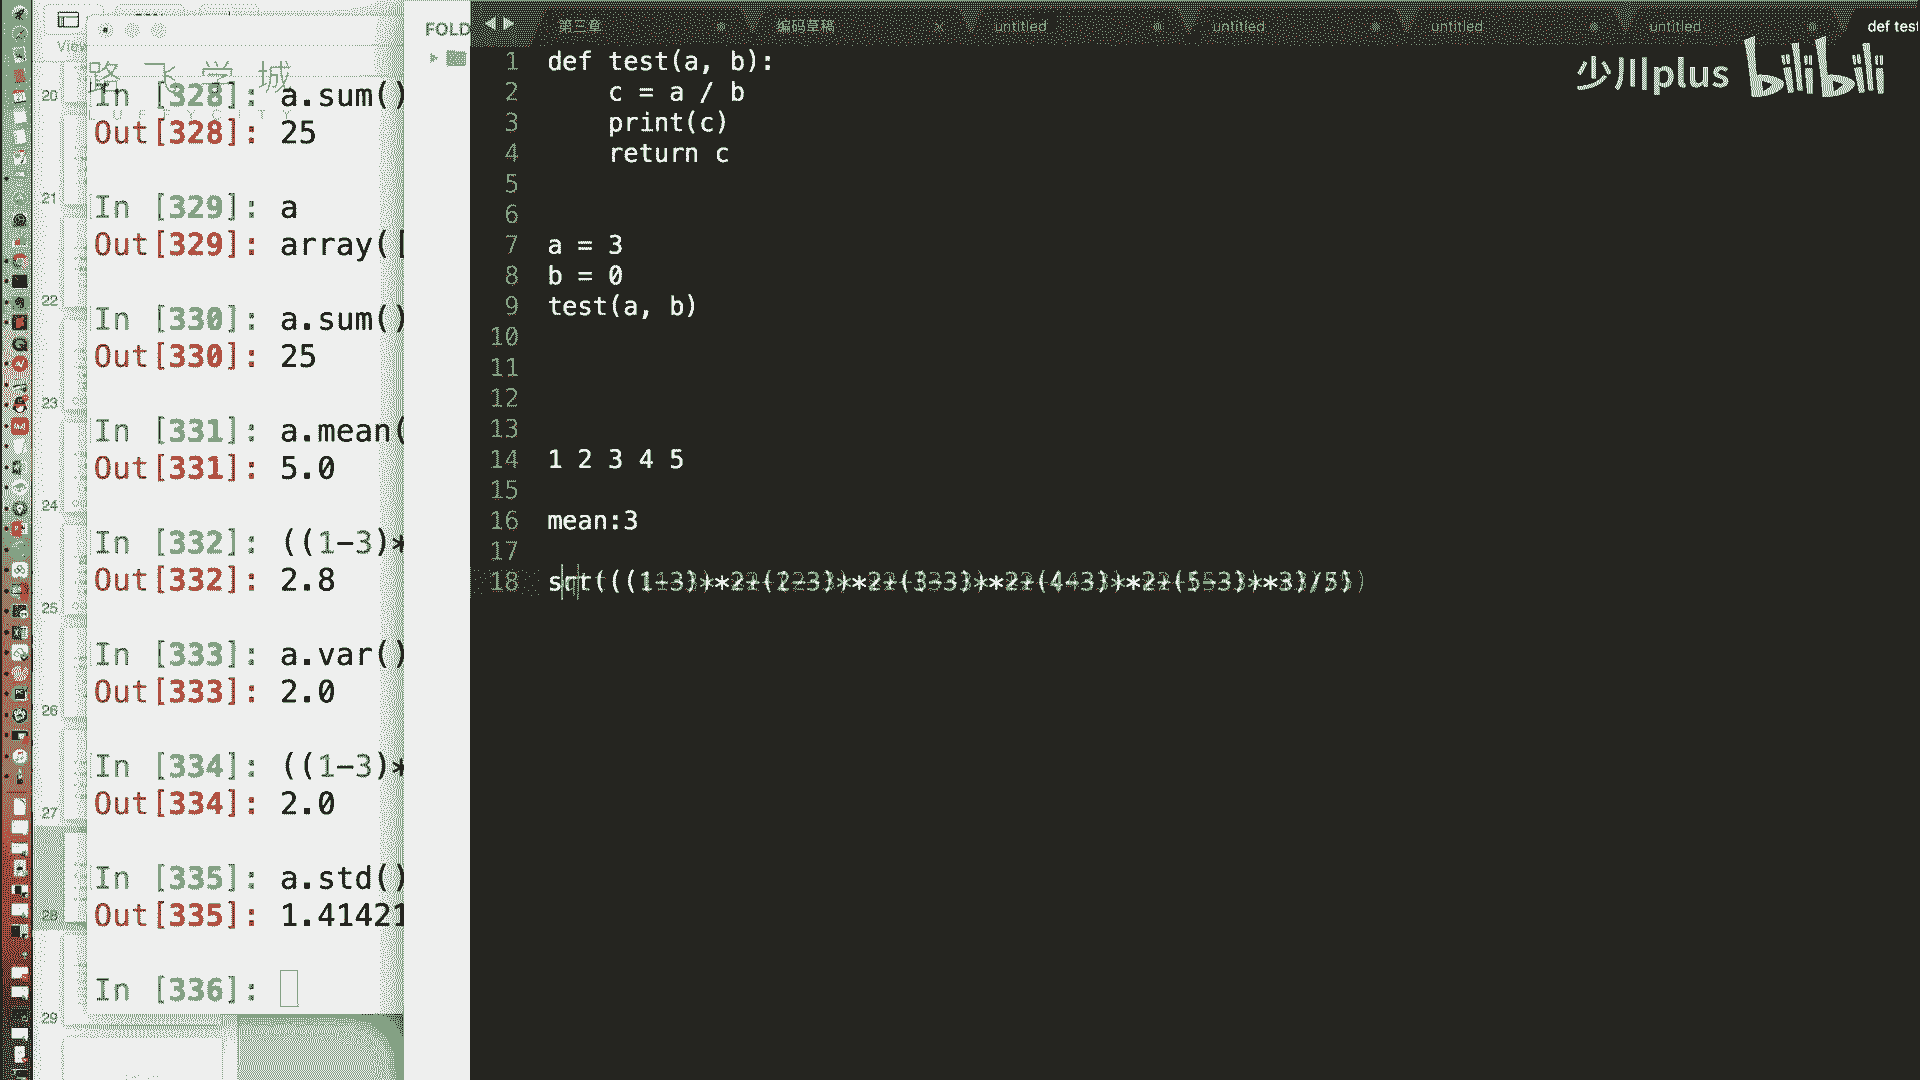 View
FOLD
路 飞 学 城
In [328]: a.sum()
Out[328]: 25
In [329]: a
Out[329]: array([
In [330]: a.sum()
Out[330]: 25
In [331]: a.mean(
Out[331]: 5.0
In [332]: ((1-3)*
Out[332]: 2.8
In [333]: a.var()
Out[333]: 2.0
In [334]: ((1-3)*
Out[334]: 2.0
In [335]: a.std()
Out[335]: 1.41421
In [336]:
20
21
22
23
24
25
26
27
28
29
第三章
编码草稿
untitled
untitled
untitled
untitled
def test
少川plus bilibili
1 def test(a, b):
2 c = a / b
3 print(c)
4 return c
5
6
7 a = 3
8 b = 0
9 test(a, b)
10
11
12
13
14 1 2 3 4 5
15
16 mean:3
17
18 sqrt(((1-3)**2+(2-3)**2+(3-3)**2+(4-3)**2+(5-3)**3)/5)